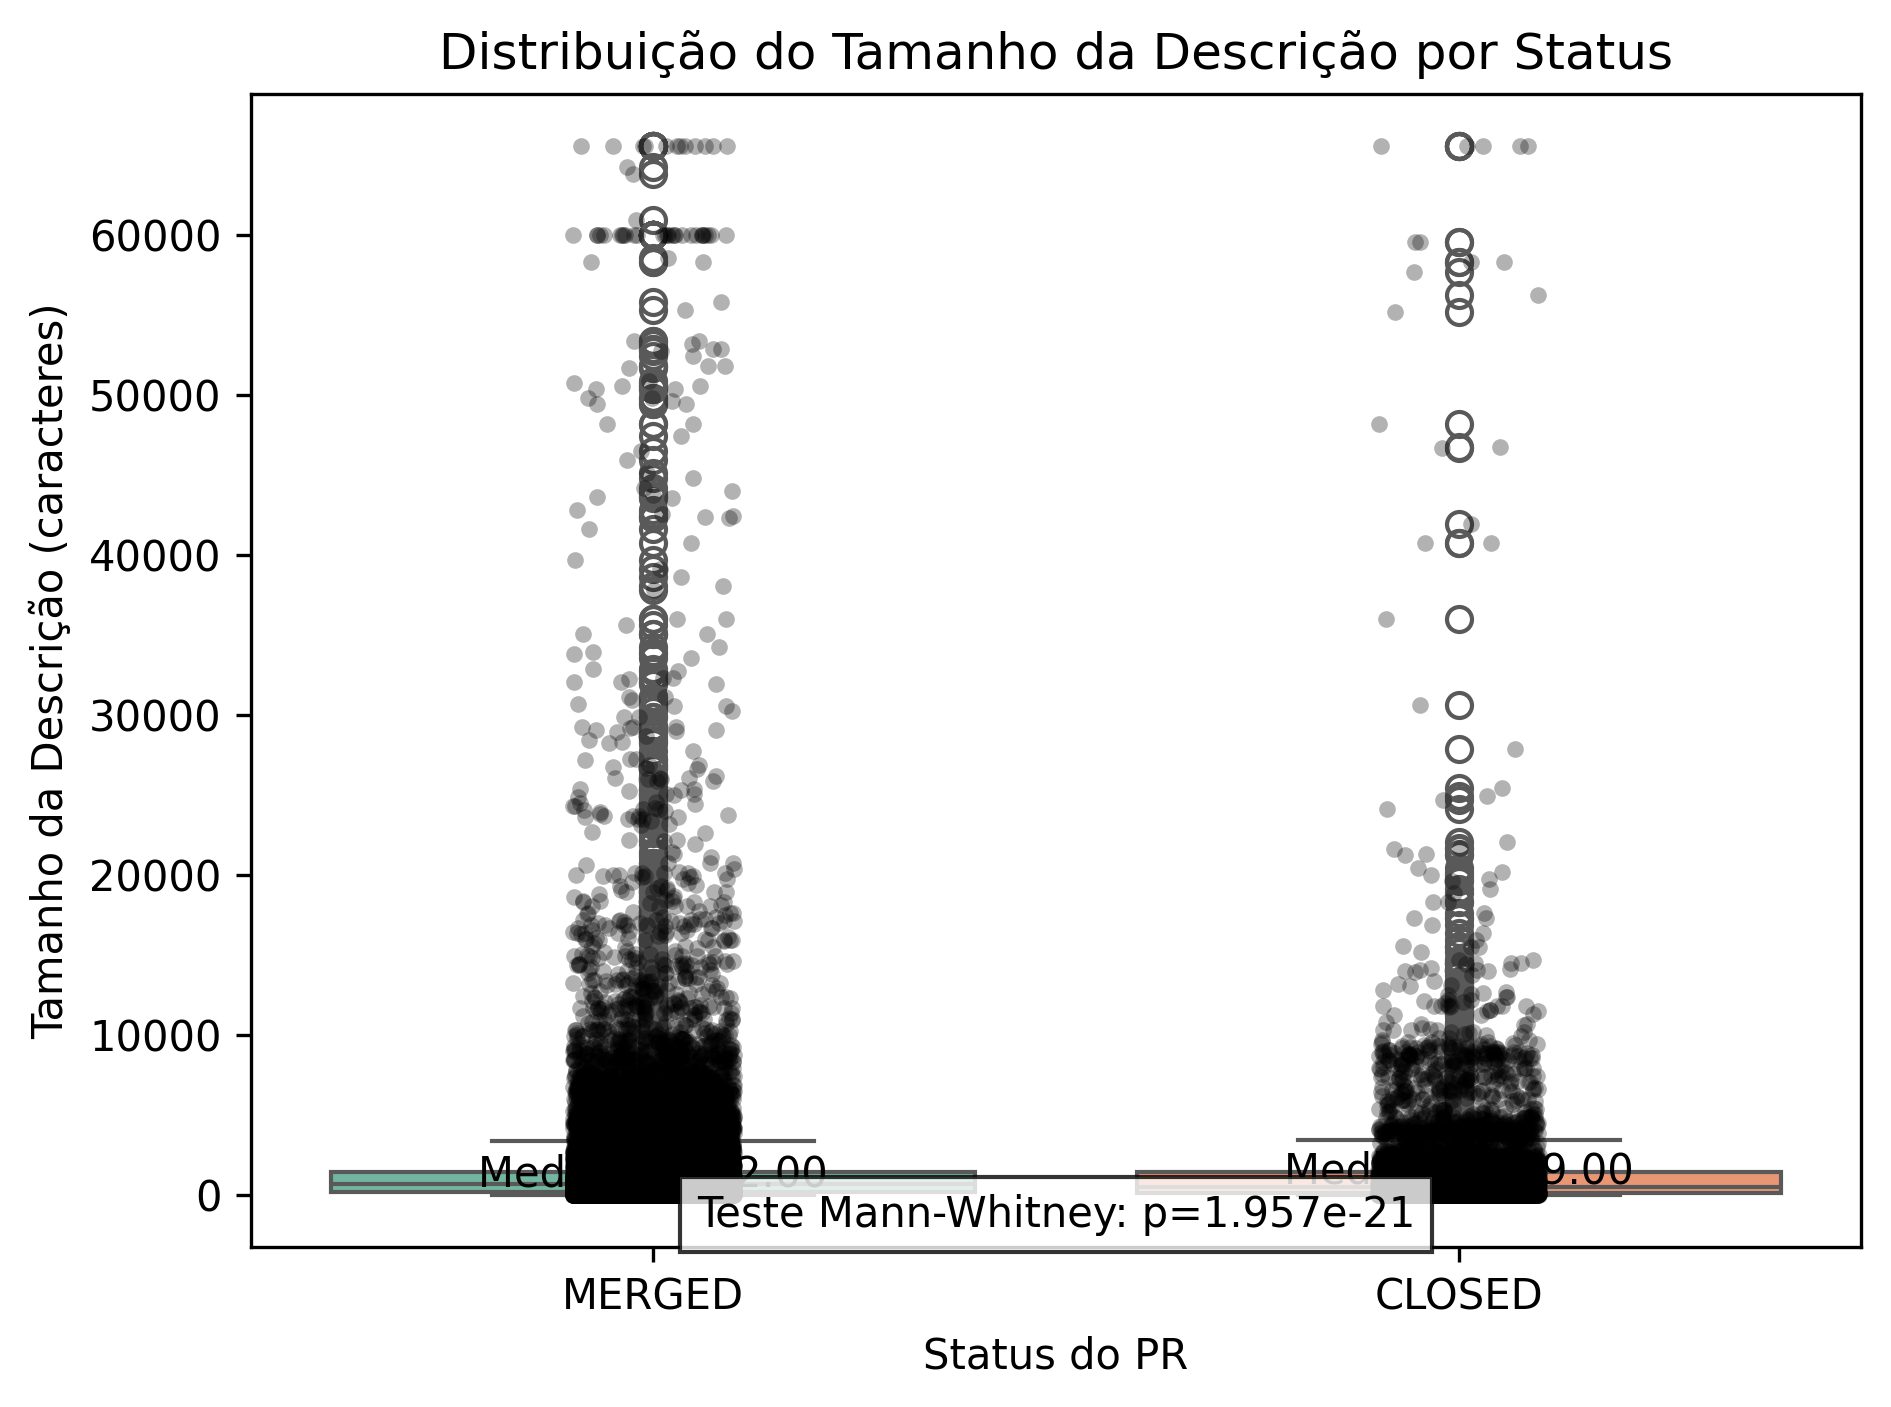 Distribuição do Tamanho da Descrição por Status
Tamanho da Descrição (caracteres)
60000
50000
40000
30000
20000
10000
0
Teste Mann-Whitney: p=1.957e-21
MERGED
CLOSED
Status do PR